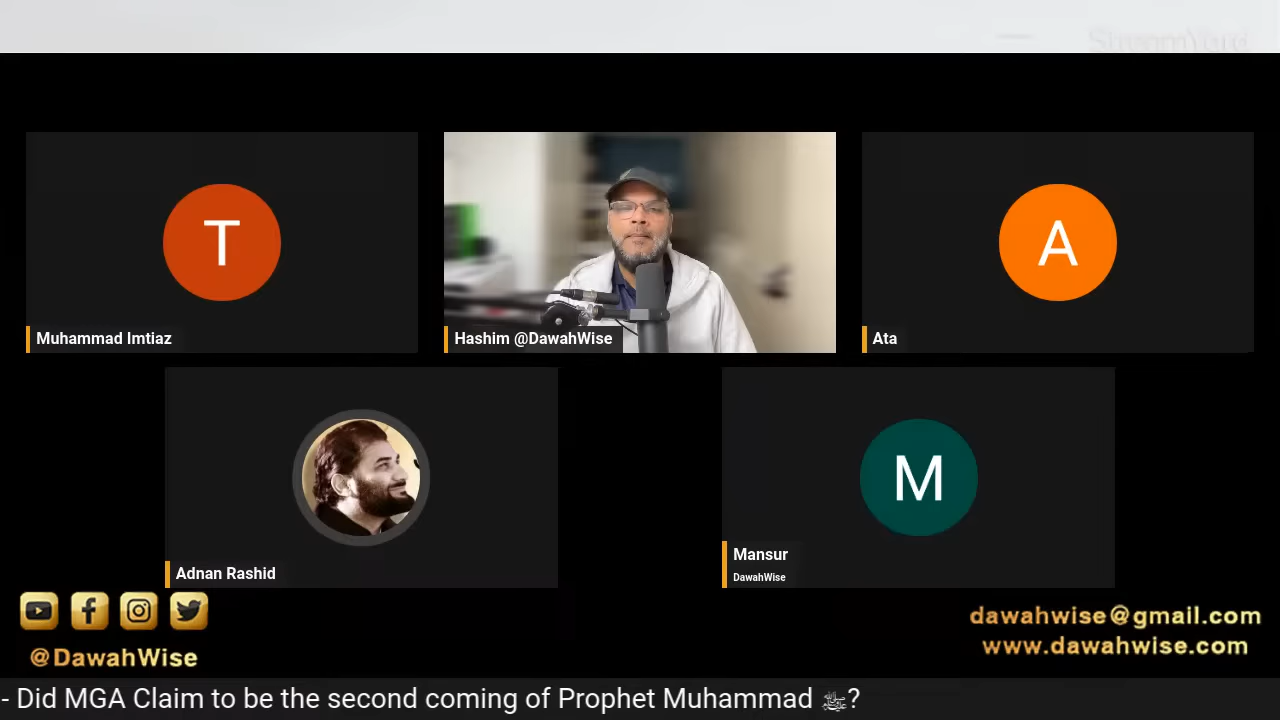 StreamYard
T
Muhammad Imtiaz
Hashim @DawahWise
A
Ata
Adnan Rashid
M
Mansur
DawahWise
@DawahWise
dawahwise@gmail.com
www.dawahwise.com
- Did MGA Claim to be the second coming of Prophet Muhammad ﷺ?